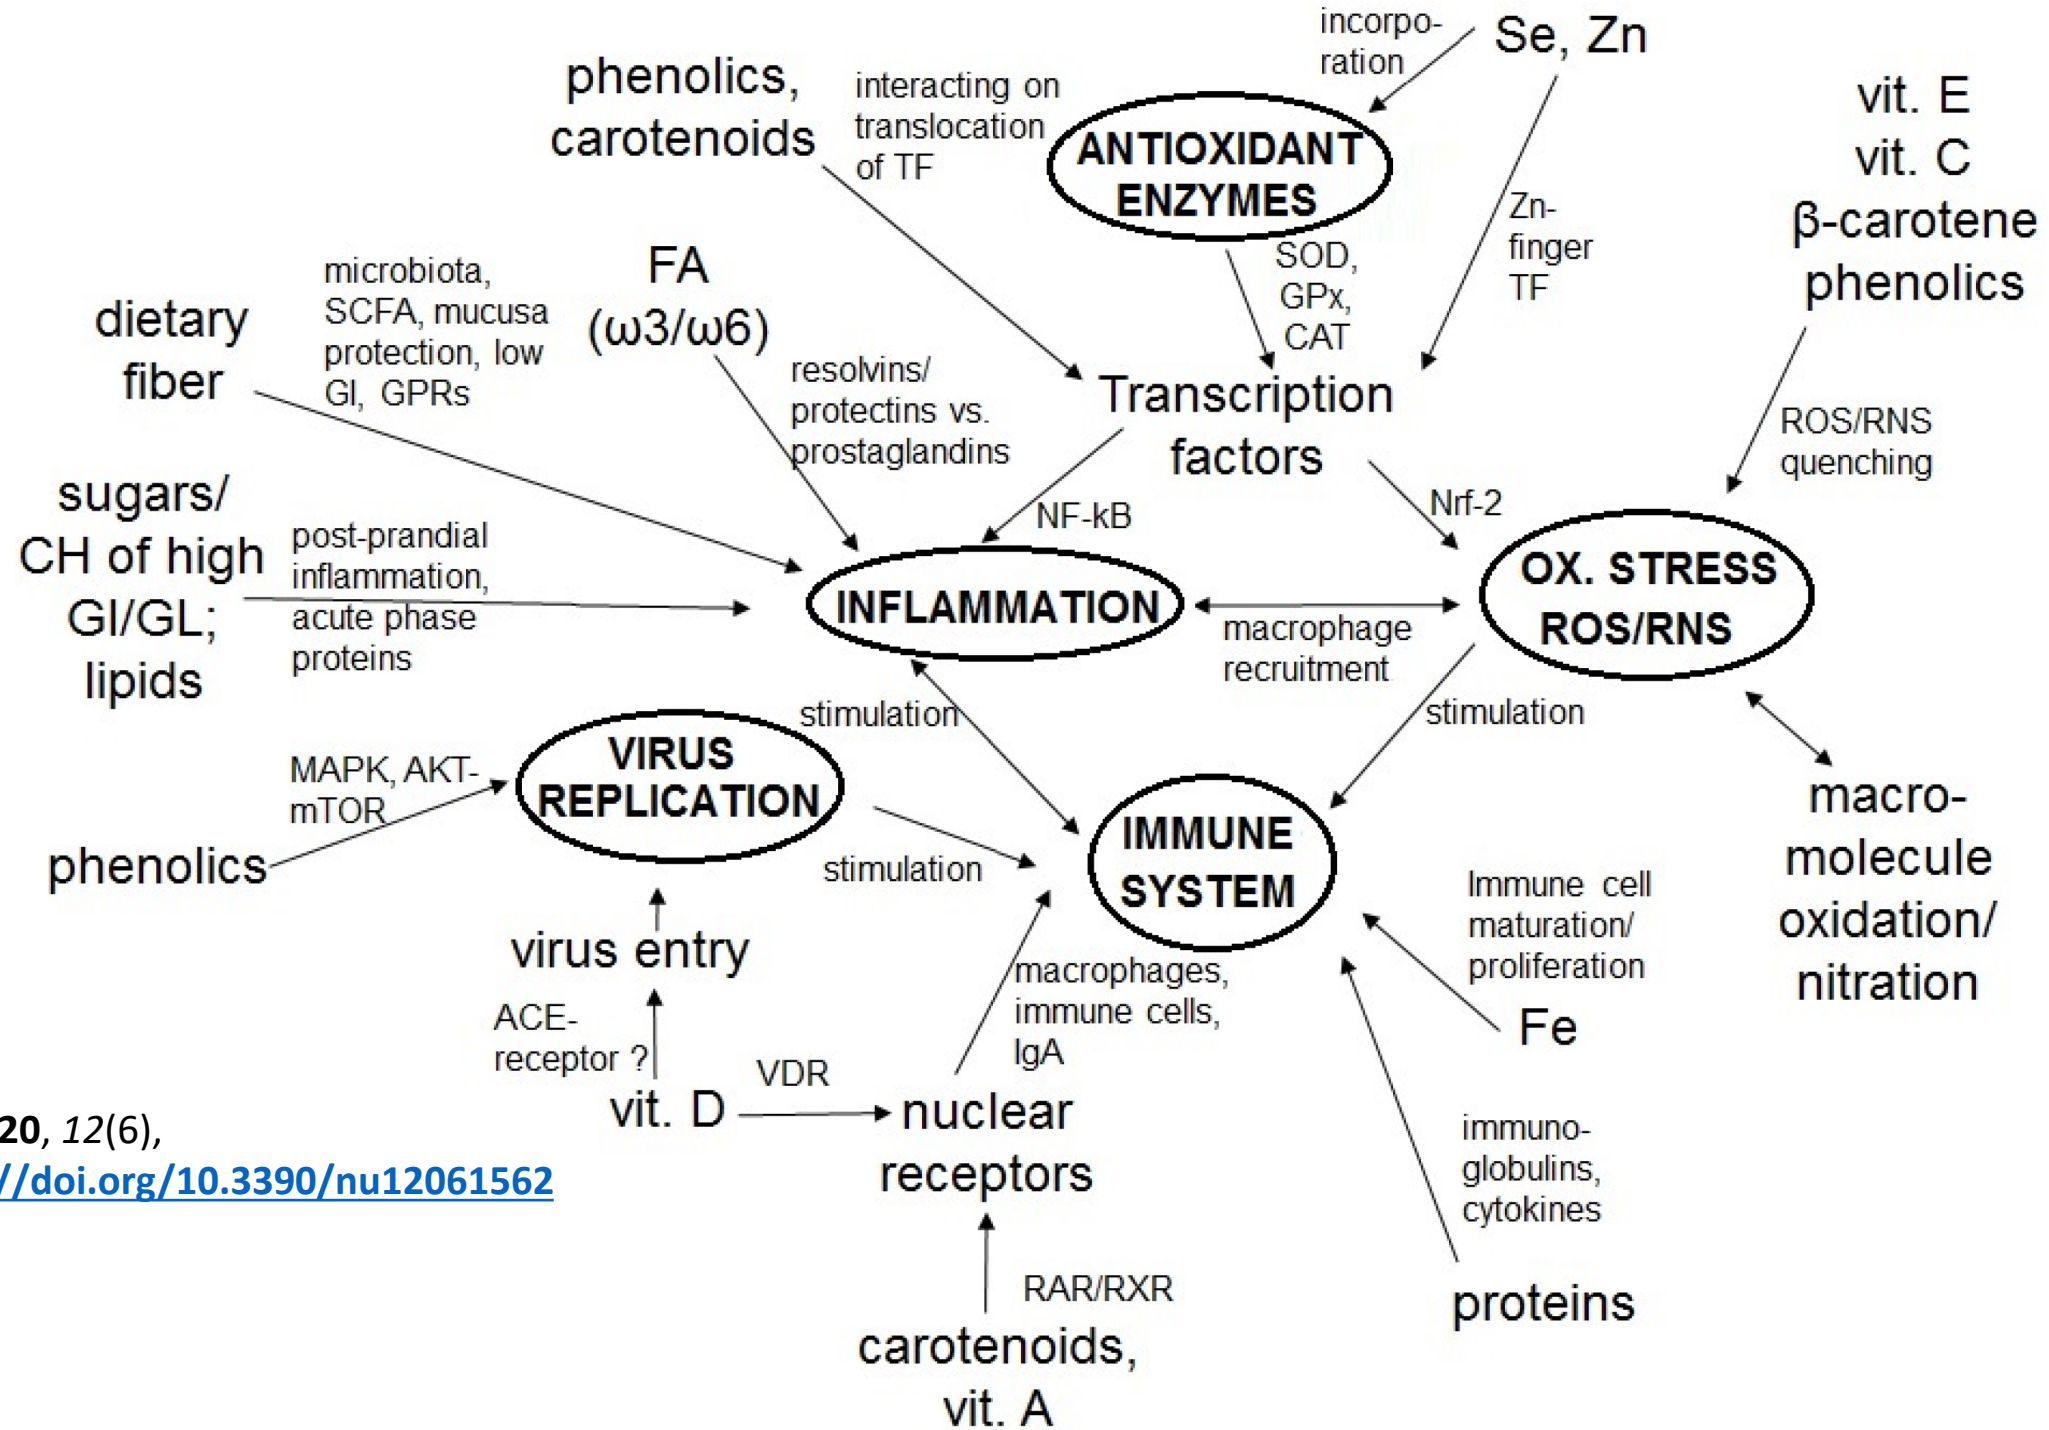 incorpo-
ration
Se, Zn
phenolics,
carotenoids
interacting on
translocation
of TF
ANTIOXIDANT
ENZYMES
vit. E
vit. C
β-carotene
phenolics
Zn-
finger
TF
SOD,
GPx,
CAT
microbiota,
SCFA, mucusa
protection, low
GI, GPRs
FA
(ω3/ω6)
dietary
fiber
resolvins/
protectins vs.
prostaglandins
Transcription
factors
ROS/RNS
quenching
sugars/
CH of high
GI/GL;
lipids
post-prandial
inflammation,
acute phase
proteins
NF-kB
Nrf-2
INFLAMMATION
OX. STRESS
ROS/RNS
macrophage
recruitment
stimulation
stimulation
VIRUS
REPLICATION
MAPK, AKT-
mTOR
phenolics
stimulation
IMMUNE
SYSTEM
macro-
molecule
oxidation/
nitration
Immune cell
maturation/
proliferation
Fe
virus entry
macrophages,
immune cells,
IgA
ACE-
receptor ?
vit. D
VDR
nuclear
receptors
20, 12(6),
//doi.org/10.3390/nu12061562
immuno-
globulins,
cytokines
proteins
RAR/RXR
carotenoids,
vit. A